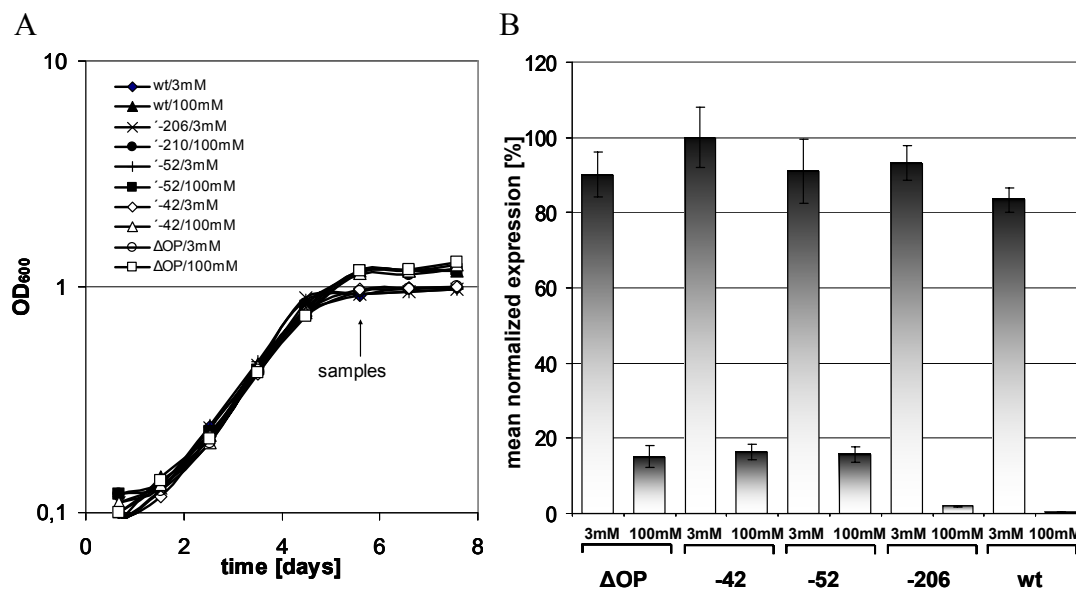 A
B
10
1
0,1
OD600
wt/3mM
wt/100mM
´-206/3mM
´-210/100mM
´-52/3mM
´-52/100mM
´-42/3mM
´-42/100mM
ΔOP/3mM
ΔOP/100mM
samples
0 2 4 6 8
time [days]
mean normalized expression [%]
120
100
80
60
40
20
0
3mM 100mM 3mM 100mM 3mM 100mM 3mM 100mM 3mM 100mM
ΔOP -42 -52 -206 wt